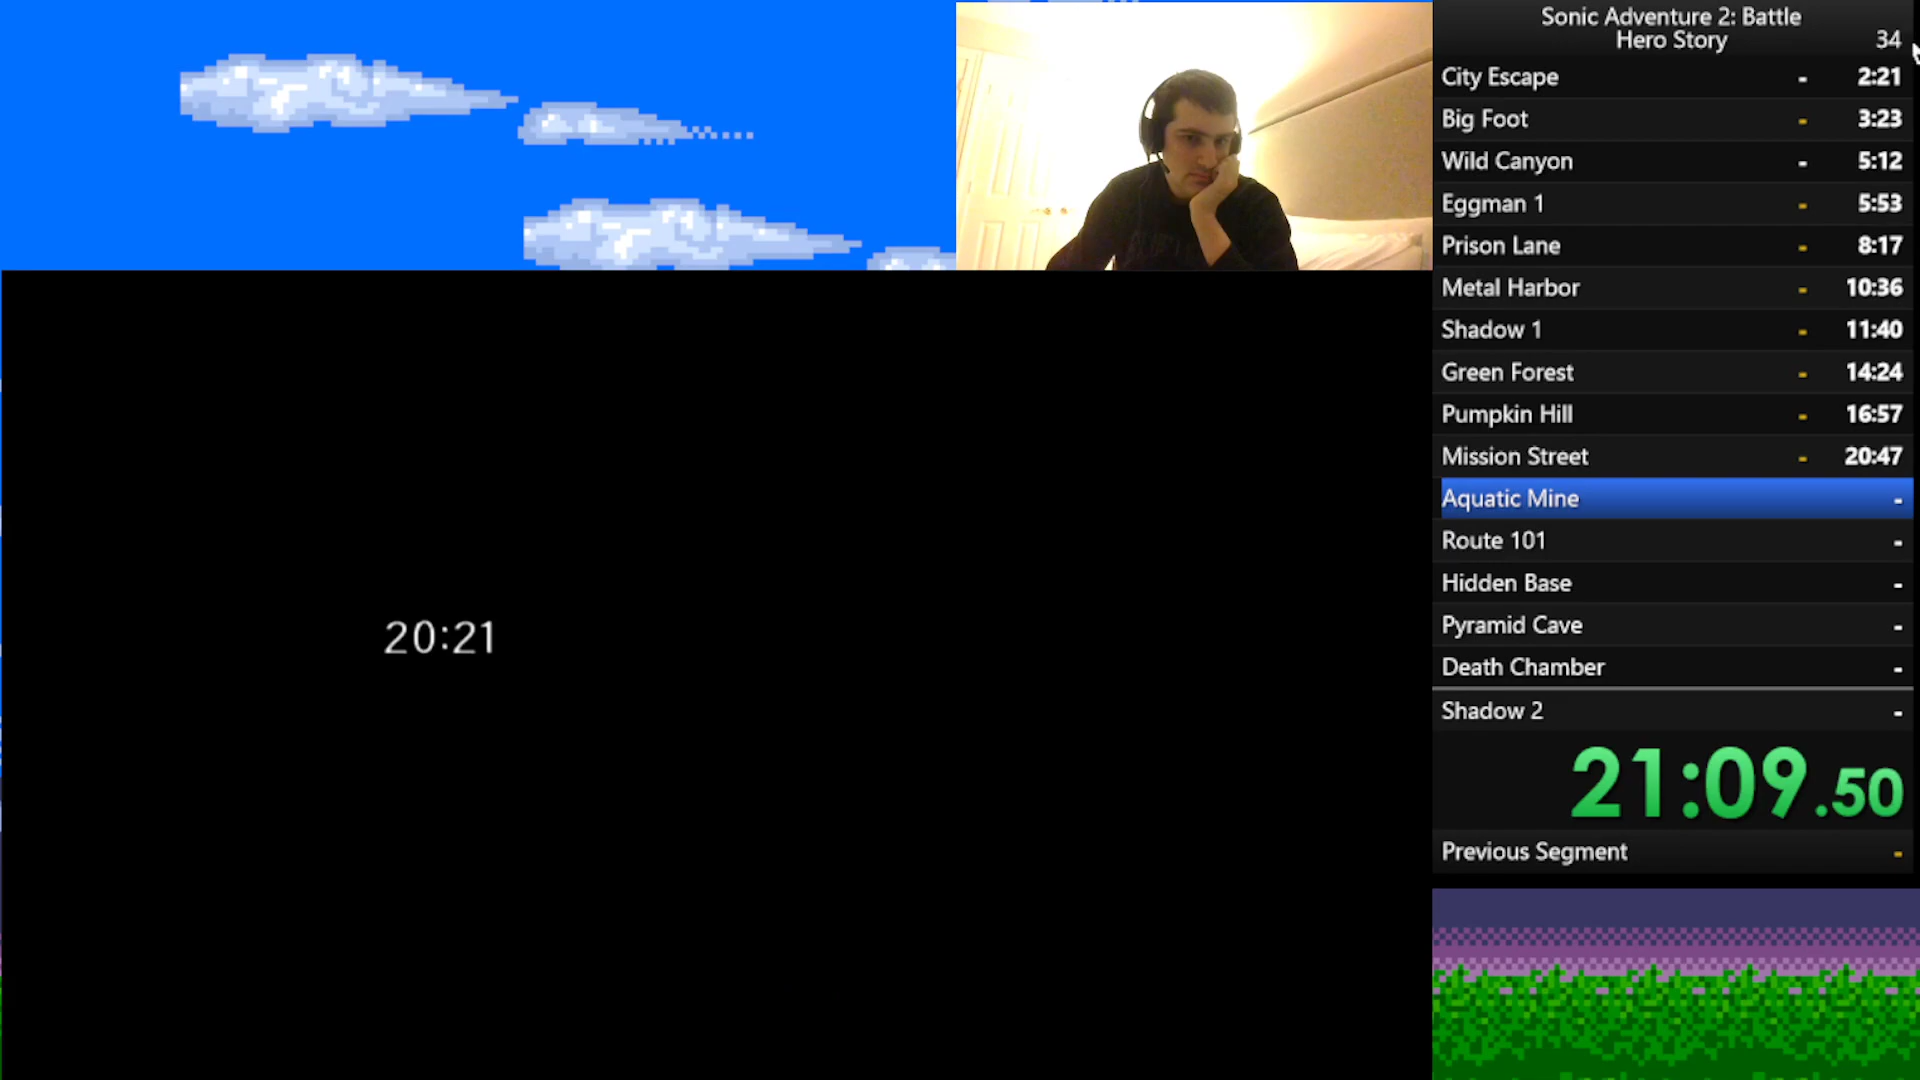 Sonic Adventure 2: Battle
Hero Story 34
City Escape - 2:21
Big Foot - 3:23
Wild Canyon - 5:12
Eggman 1 - 5:53
Prison Lane - 8:17
Metal Harbor - 10:36
Shadow 1 - 11:40
Green Forest - 14:24
Pumpkin Hill - 16:57
Mission Street - 20:47
Aquatic Mine -
Route 101 -
Hidden Base -
Pyramid Cave -
Death Chamber -
Shadow 2 -
20:21
21:09.50
Previous Segment -